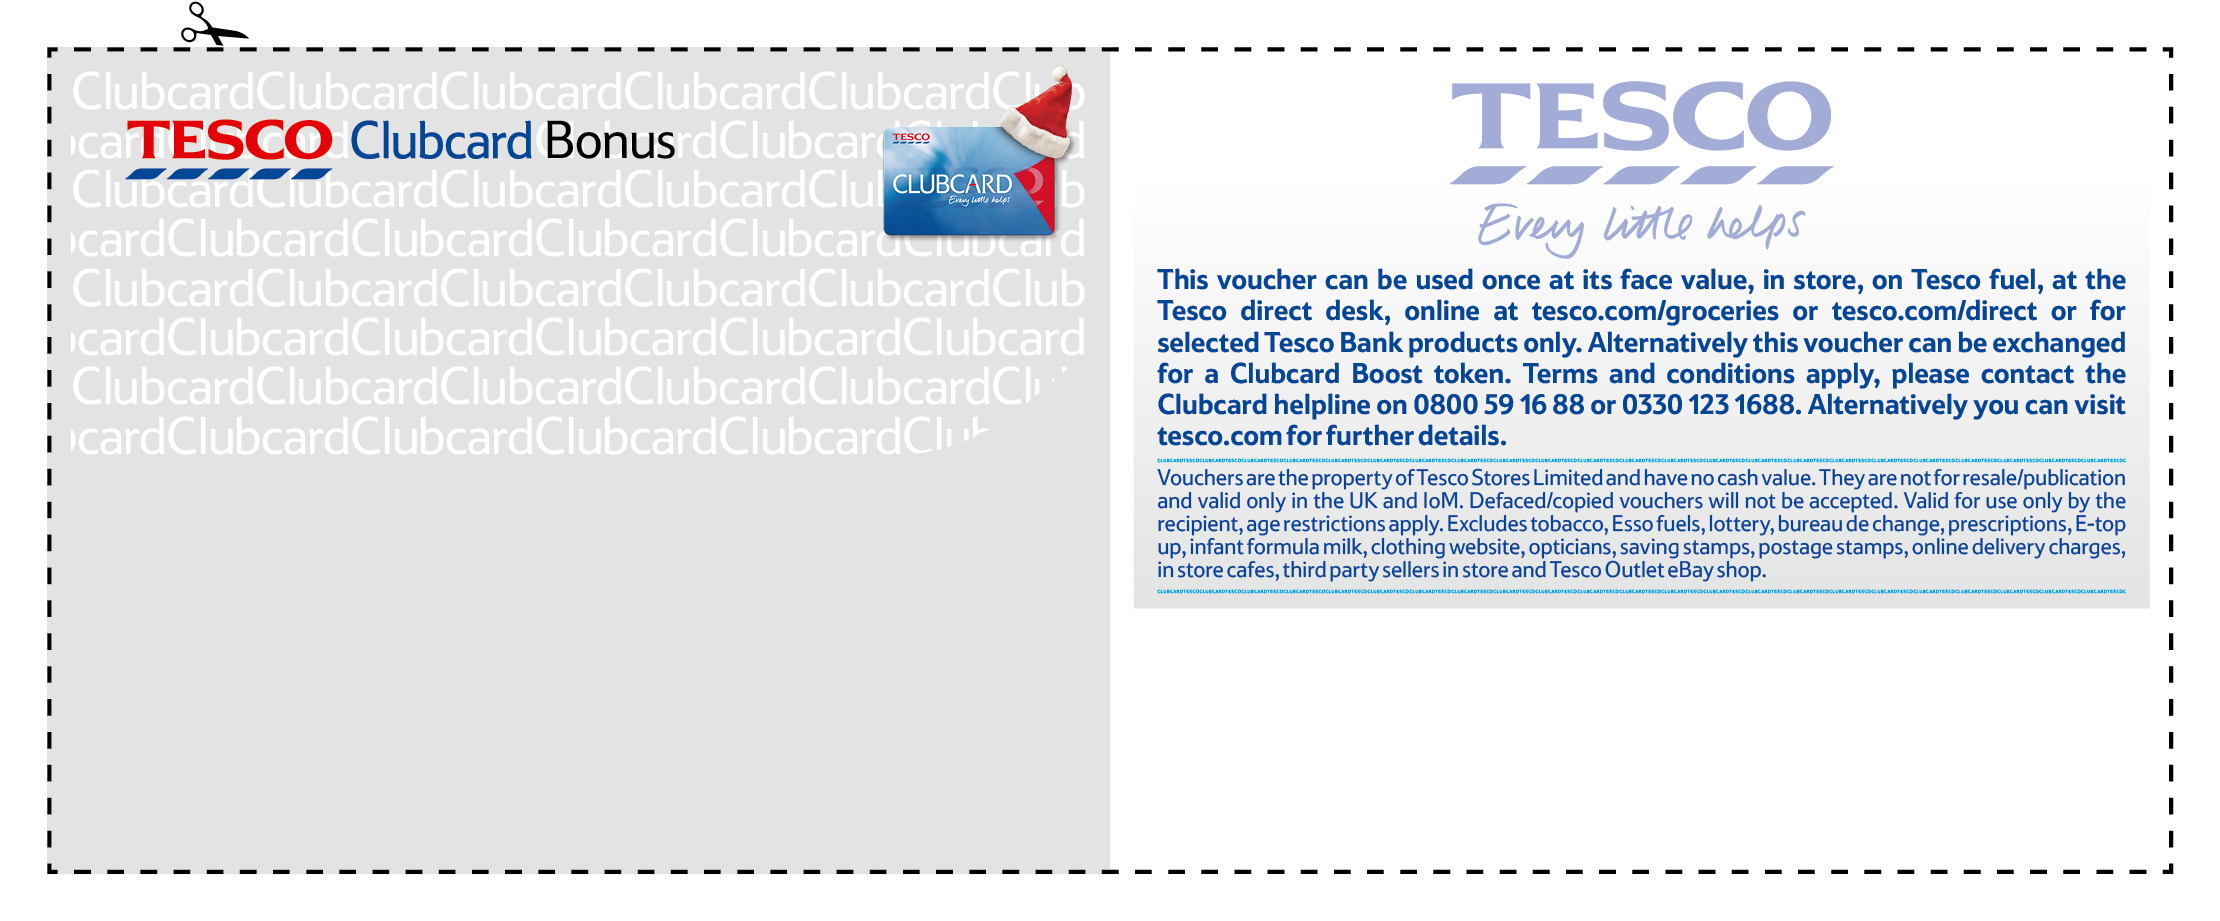 ClubcardClubcardClubcardClubcardClubcardClub
TESCO Clubcard Bonus
TESCO
CLUBCARD
Every little helps
cardClubcardClubcardClubcardClubcardClubcard
ClubcardClubcardClubcardClubcardClubcardClub
cardClubcardClubcardClubcardClubcardClubcard
ClubcardClubcardClubcardClubcardClubcardClu
cardClubcardClubcardClubcardClubcardClub
TESCO
Every little helps
This voucher can be used once at its face value, in store, on Tesco fuel, at the
Tesco direct desk, online at tesco.com/groceries or tesco.com/direct or for
selected Tesco Bank products only. Alternatively this voucher can be exchanged
for a Clubcard Boost token. Terms and conditions apply, please contact the
Clubcard helpline on 0800 59 16 88 or 0330 123 1688. Alternatively you can visit
tesco.com for further details.
Vouchers are the property of Tesco Stores Limited and have no cash value. They are not for resale/publication
and valid only in the UK and IoM. Defaced/copied vouchers will not be accepted. Valid for use only by the
recipient, age restrictions apply. Excludes tobacco, Esso fuels, lottery, bureau de change, prescriptions, E-top
up, infant formula milk, clothing website, opticians, saving stamps, postage stamps, online delivery charges,
in store cafes, third party sellers in store and Tesco Outlet eBay shop.